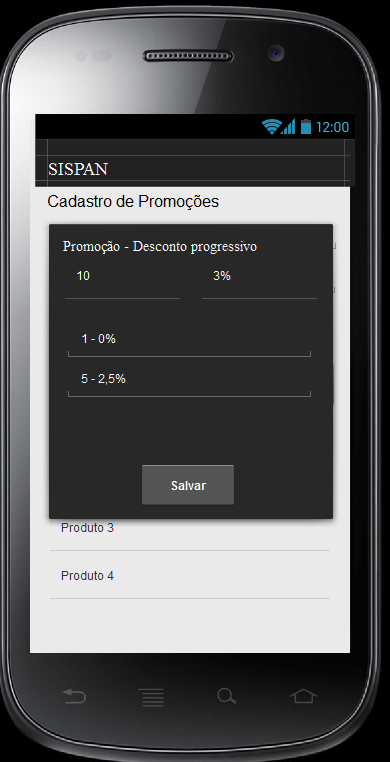 12:00
SISPAN
Cadastro de Promoções
Promoção - Desconto progressivo
10 3%
1 - 0%
5 - 2,5%
Salvar
Produto 3
Produto 4